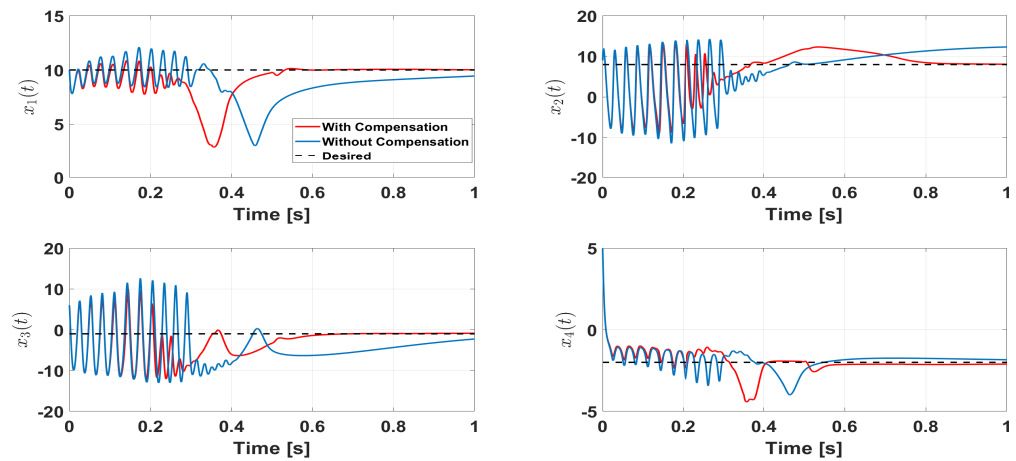 15
10
5
0
x₁(t)
With Compensation
Without Compensation
Desired
0 0.2 0.4 0.6 0.8 1
Time [s]
20
10
0
-10
-20
x₂(t)
0 0.2 0.4 0.6 0.8 1
Time [s]
20
10
0
-10
-20
x₃(t)
0 0.2 0.4 0.6 0.8 1
Time [s]
5
0
-5
x₄(t)
0 0.2 0.4 0.6 0.8 1
Time [s]